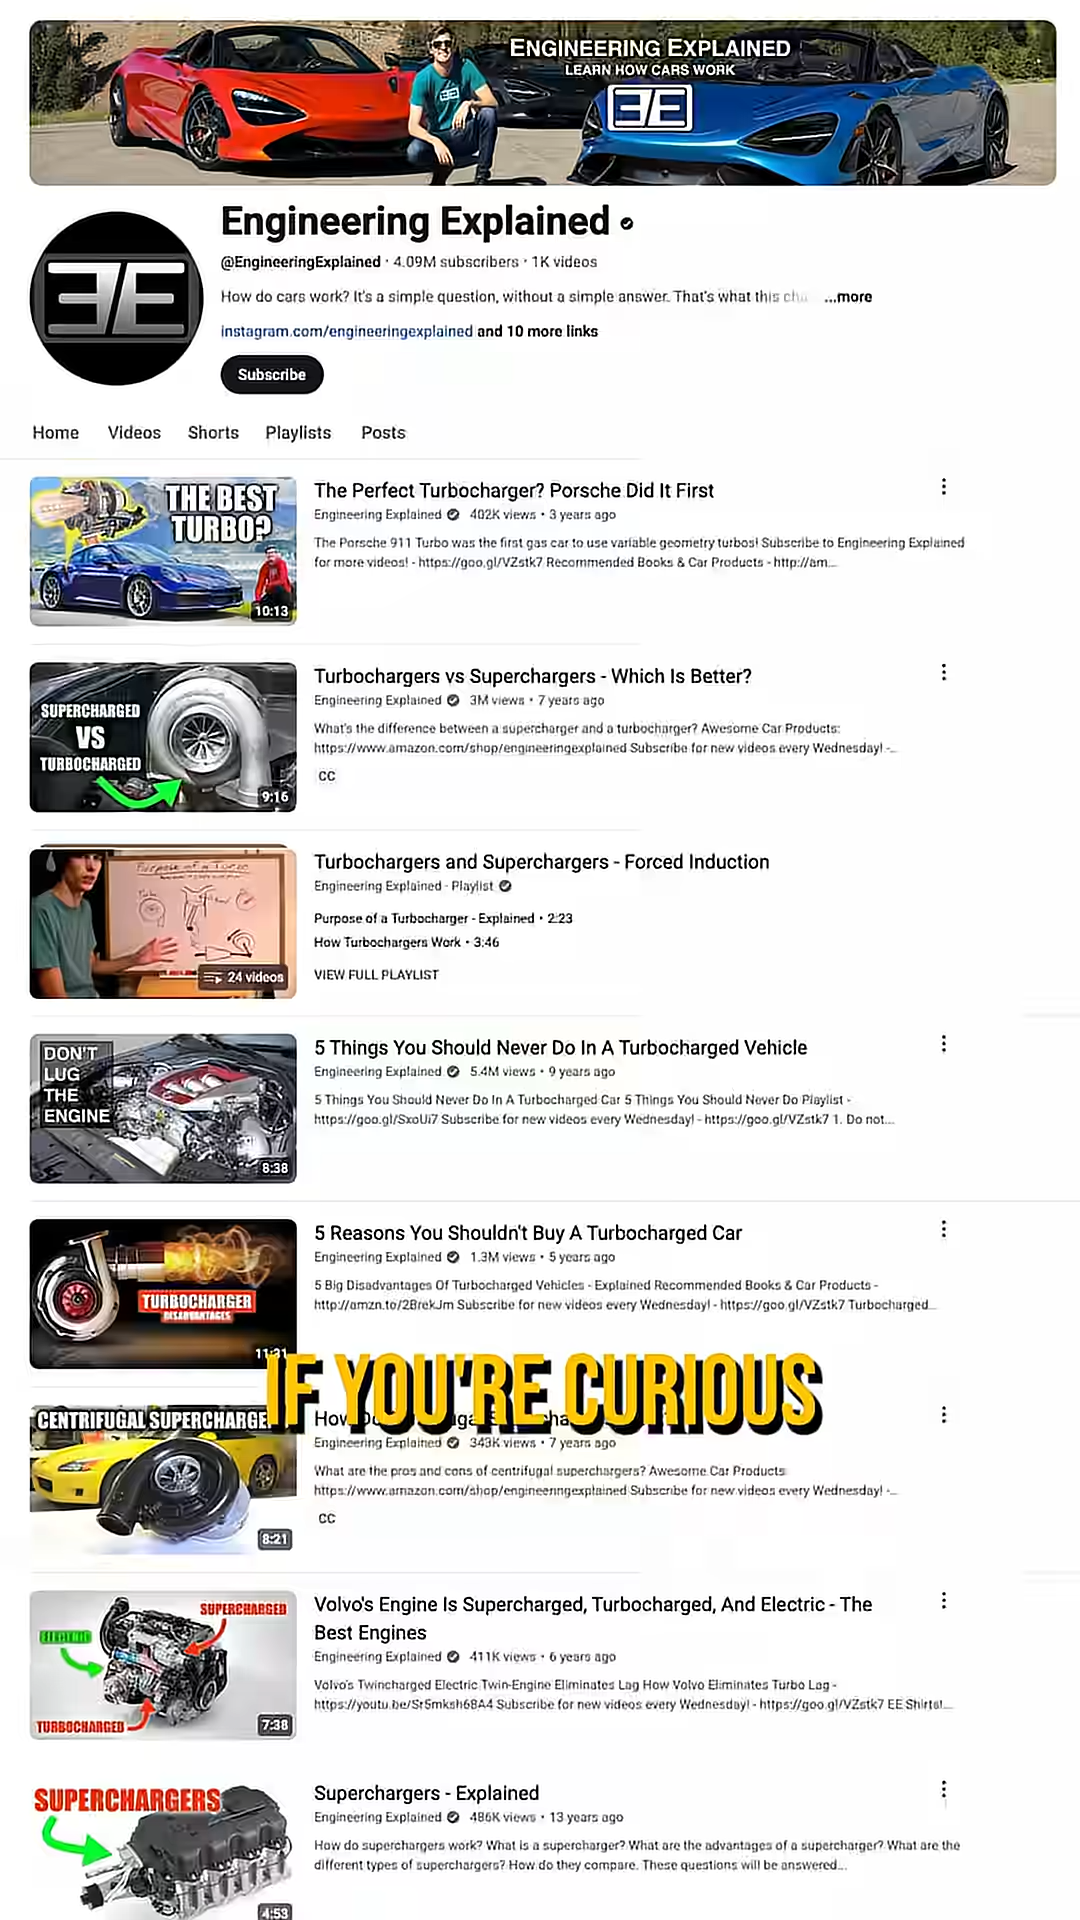 ENGINEERING EXPLAINED
LEARN HOW CARS WORK
Engineering Explained
@EngineeringExplained · 4.09M subscribers · 1K videos
How do cars work? It's a simple question, without a simple answer. That's what this cha ...more
instagram.com/engineeringexplained and 10 more links
Subscribe
Home Videos Shorts Playlists Posts
THE BEST
TURBO?
10:13
The Perfect Turbocharger? Porsche Did It First
Engineering Explained 402K views • 3 years ago
The Porsche 911 Turbo was the first gas car to use variable geometry turbos! Subscribe to Engineering Explained
for more videos! - https://goo.gl/VZstk7 Recommended Books & Car Products - http://am...
SUPERCHARGED
VS
TURBOCHARGED
9:16
Turbochargers vs Superchargers - Which Is Better?
Engineering Explained 3M views • 7 years ago
What's the difference between a supercharger and a turbocharger? Awesome Car Products:
https://www.amazon.com/shop/engineeringexplained Subscribe for new videos every Wednesday! -...
CC
Purpose of a Turbo
24 videos
Turbochargers and Superchargers - Forced Induction
Engineering Explained · Playlist
Purpose of a Turbocharger - Explained • 2:23
How Turbochargers Work • 3:46
VIEW FULL PLAYLIST
DON'T
LUG
THE
ENGINE
8:38
5 Things You Should Never Do In A Turbocharged Vehicle
Engineering Explained 5.4M views • 9 years ago
5 Things You Should Never Do In A Turbocharged Car 5 Things You Should Never Do Playlist -
https://goo.gl/SxoUi7 Subscribe for new videos every Wednesday! - https://goo.gl/VZstk7 1. Do not...
TURBOCHARGER
DISADVANTAGES
11:31
5 Reasons You Shouldn't Buy A Turbocharged Car
Engineering Explained 1.3M views • 5 years ago
5 Big Disadvantages Of Turbocharged Vehicles - Explained Recommended Books & Car Products -
http://amzn.to/2BrekJm Subscribe for new videos every Wednesday! - https://goo.gl/VZstk7 Turbocharged...
IF YOU'RE CURIOUS
CENTRIFUGAL SUPERCHARGE
8:21
How
Engineering Explained 343K views • 7 years ago
What are the pros and cons of centrifugal superchargers? Awesome Car Products:
https://www.amazon.com/shop/engineeringexplained Subscribe for new videos every Wednesday! -...
CC
SUPERCHARGED
ELECTRIC
TURBOCHARGED
7:38
Volvo's Engine Is Supercharged, Turbocharged, And Electric - The
Best Engines
Engineering Explained 411K views • 6 years ago
Volvo's Twincharged Electric Twin-Engine Eliminates Lag How Volvo Eliminates Turbo Lag -
https://youtu.be/Sr5mksh68A4 Subscribe for new videos every Wednesday! - https://goo.gl/VZstk7 EE Shirts!...
SUPERCHARGERS
4:53
Superchargers - Explained
Engineering Explained 486K views • 13 years ago
How do superchargers work? What is a supercharger? What are the advantages of a supercharger? What are the
different types of superchargers? How do they compare. These questions will be answered...